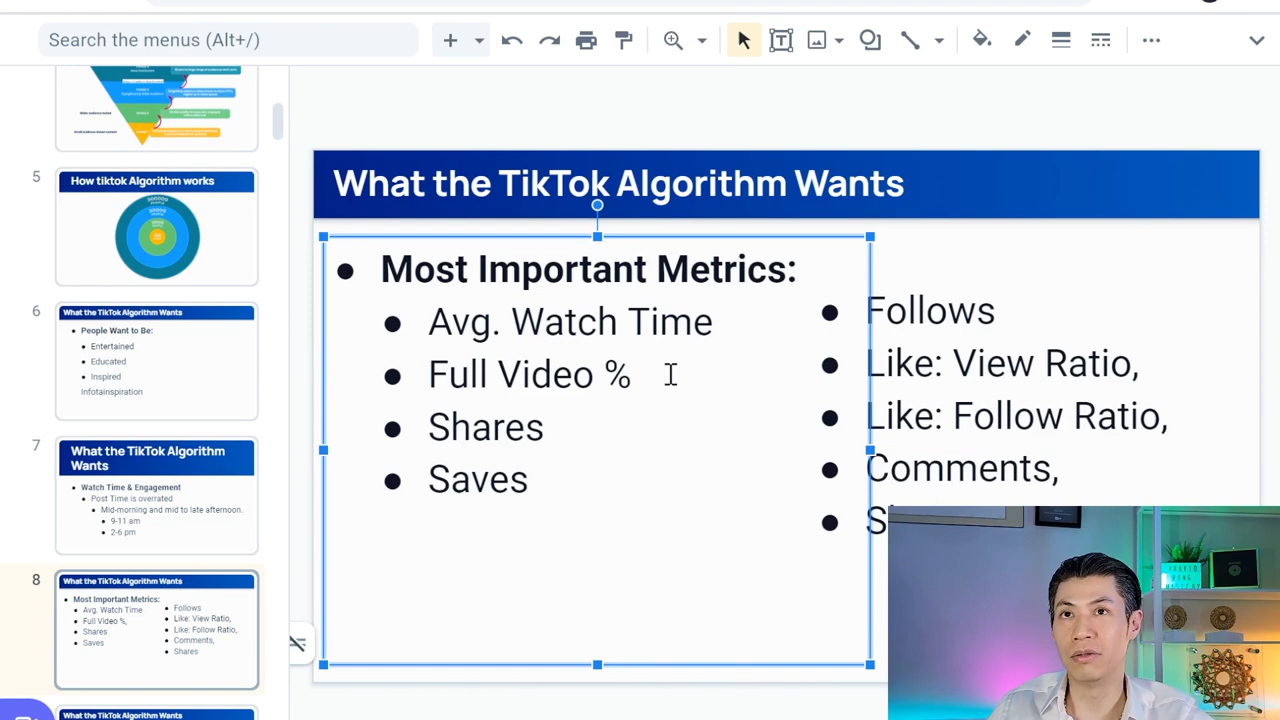 Search the menus (Alt+/)
5
How tiktok Algorithm works
6
What the TikTok Algorithm Wants
People Want to Be:
Entertained
Educated
Inspired
Infotainspiration
7
What the TikTok Algorithm
Wants
Watch Time & Engagement
Post Time is overrated
Mid-morning and mid to late afternoon.
9-11 am
2-6 pm
8
What the TikTok Algorithm Wants
Most Important Metrics:
Avg. Watch Time
Full Video %,
Shares
Saves
Follows
Like: View Ratio,
Like: Follow Ratio,
Comments,
Shares
What the TikTok Algorithm Wants
What the TikTok Algorithm Wants
● Most Important Metrics:
● Avg. Watch Time
● Full Video %
● Shares
● Saves
● Follows
● Like: View Ratio,
● Like: Follow Ratio,
● Comments,